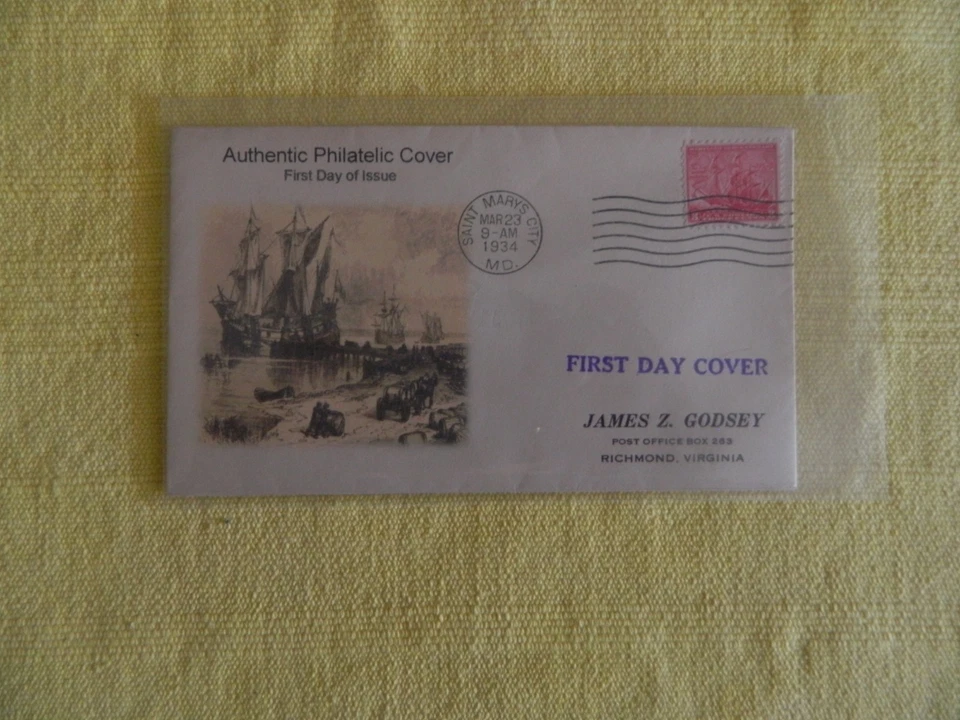 Authentic Philatelic Cover
First Day of Issue
SAINT MARYS CITY
MAR 23
9-AM
1934
MD.
FIRST DAY COVER
JAMES Z. GODSEY
POST OFFICE BOX 263
RICHMOND, VIRGINIA